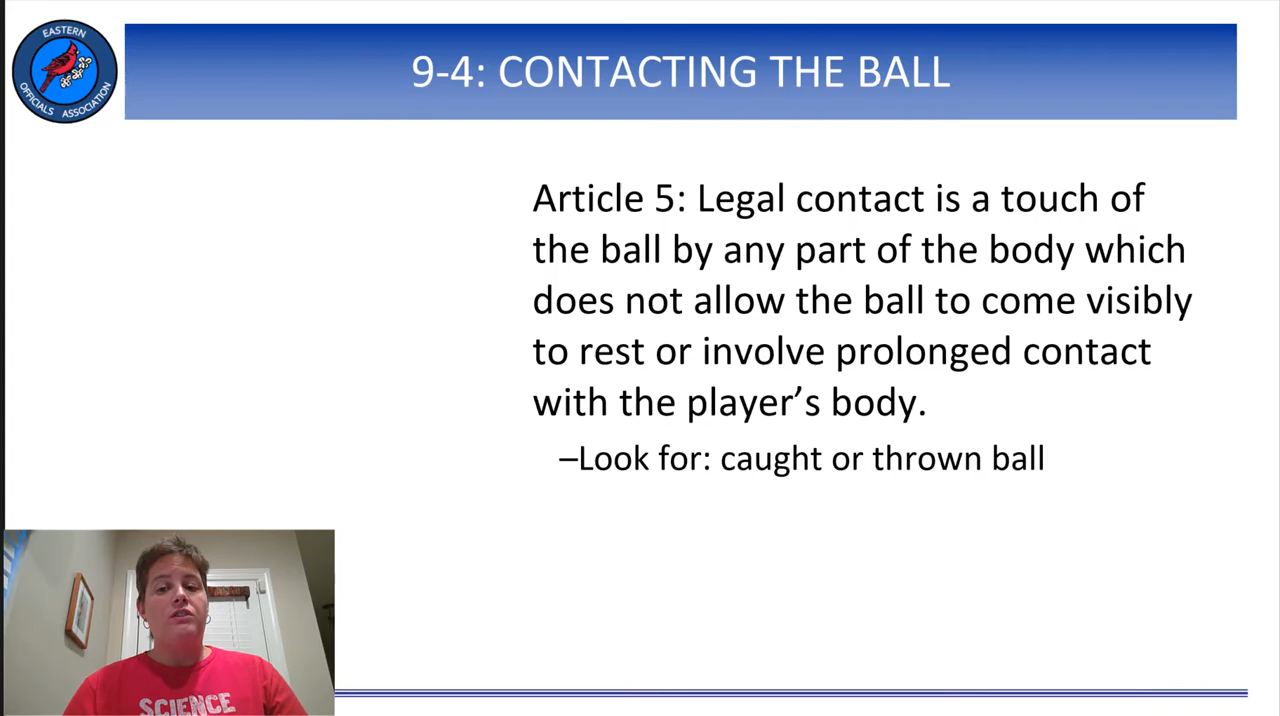 EASTERN
OFFICIALS ASSOCIATION
9-4: CONTACTING THE BALL
Article 5: Legal contact is a touch of
the ball by any part of the body which
does not allow the ball to come visibly
to rest or involve prolonged contact
with the player’s body.
–Look for: caught or thrown ball
SCIENCE